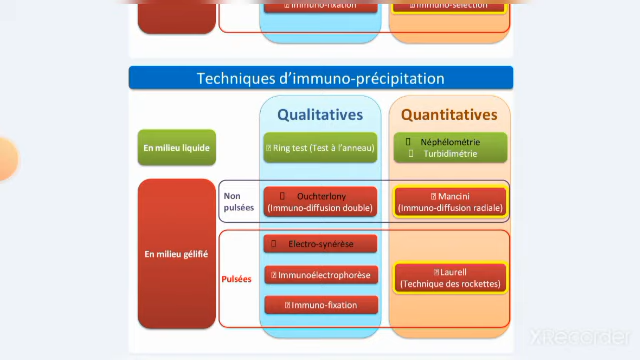 Immuno-fixation
Immuno-sélection
Techniques d'immuno-précipitation
Qualitatives
Quantitatives
En milieu liquide
Ring test (Test à l'anneau)
Néphélométrie
Turbidimétrie
Non
pulsées
Ouchterlony
(Immuno-diffusion double)
Mancini
(Immuno-diffusion radiale)
En milieu gélifié
Pulsées
Electro-synérèse
Immunoélectrophorèse
Immuno-fixation
Laurell
(Technique des rockettes)
XRecorder